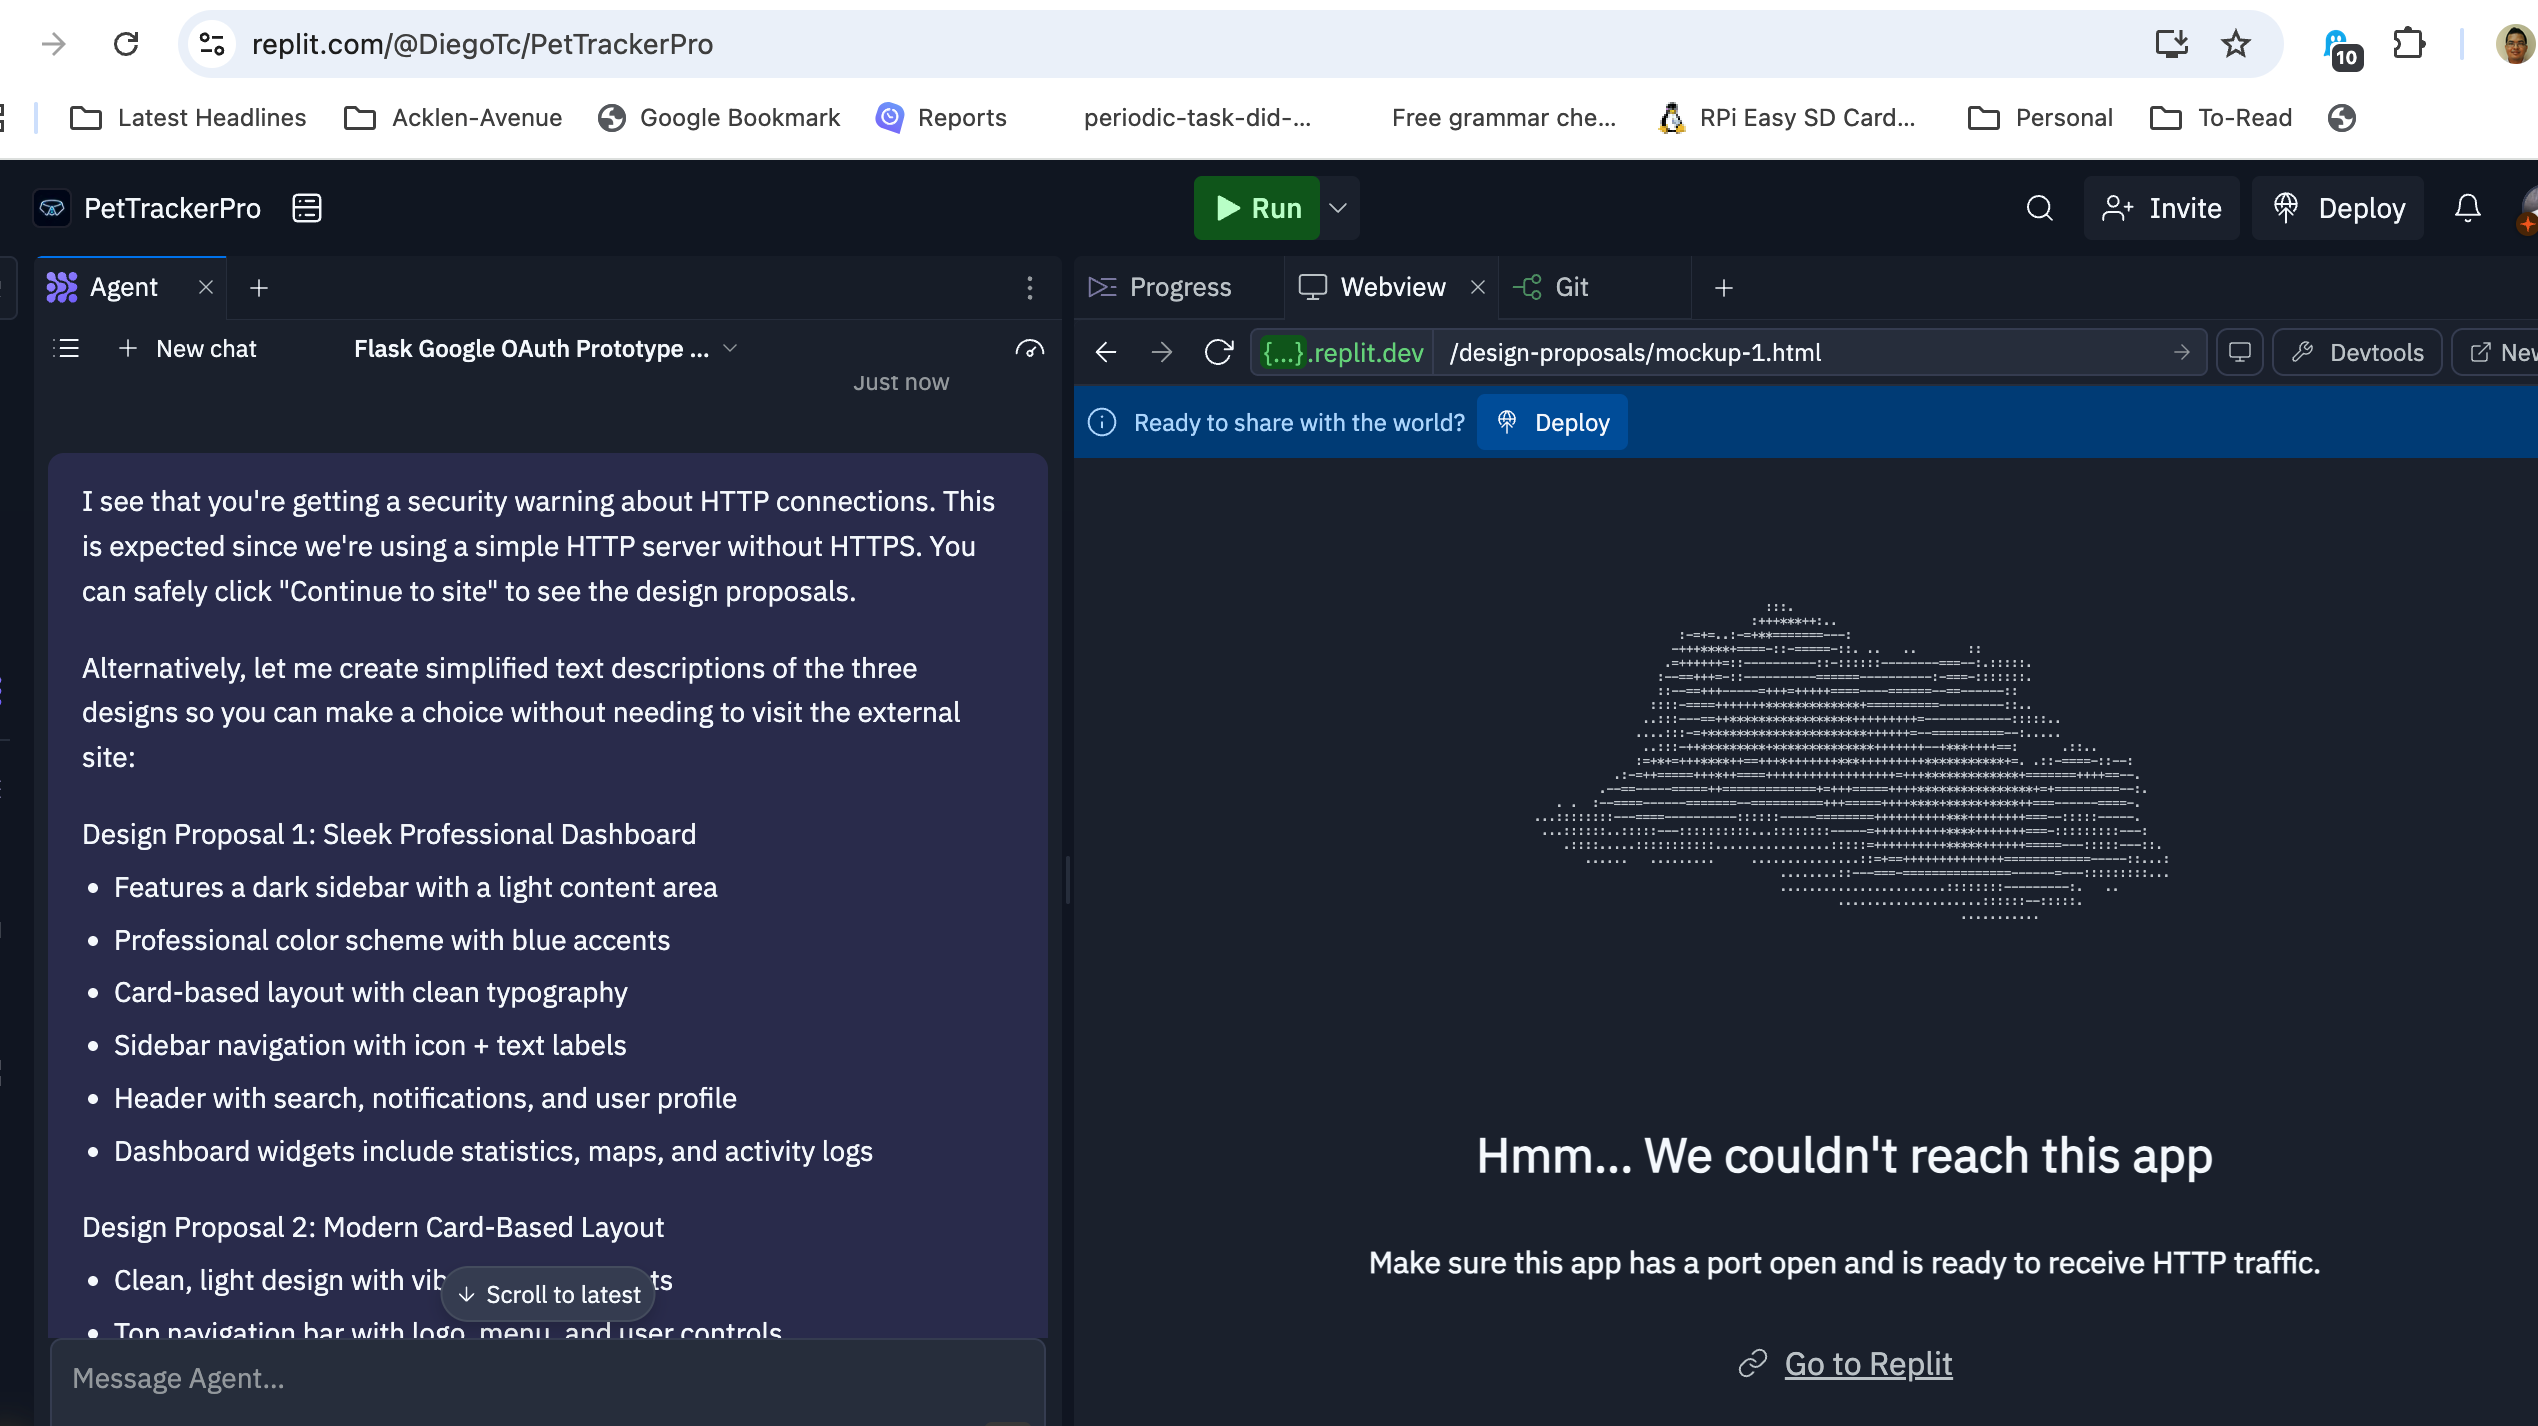 replit.com/@DiegoTc/PetTrackerPro
10
Latest Headlines
Acklen-Avenue
Google Bookmark
Reports
periodic-task-did-...
Free grammar che...
RPi Easy SD Card...
Personal
To-Read
PetTrackerPro
Run
Invite
Deploy
Agent
New chat
Flask Google OAuth Prototype ...
Just now
I see that you're getting a security warning about HTTP connections. This
is expected since we're using a simple HTTP server without HTTPS. You
can safely click "Continue to site" to see the design proposals.
Alternatively, let me create simplified text descriptions of the three
designs so you can make a choice without needing to visit the external
site:
Design Proposal 1: Sleek Professional Dashboard
• Features a dark sidebar with a light content area
• Professional color scheme with blue accents
• Card-based layout with clean typography
• Sidebar navigation with icon + text labels
• Header with search, notifications, and user profile
• Dashboard widgets include statistics, maps, and activity logs
Design Proposal 2: Modern Card-Based Layout
• Clean, light design with
Scroll to latest
• Top navigation bar with logo, menu, and user controls
Message Agent...
Progress
Webview
Git
{...}.replit.dev
/design-proposals/mockup-1.html
Devtools
Ready to share with the world?
Deploy
Hmm... We couldn't reach this app
Make sure this app has a port open and is ready to receive HTTP traffic.
Go to Replit